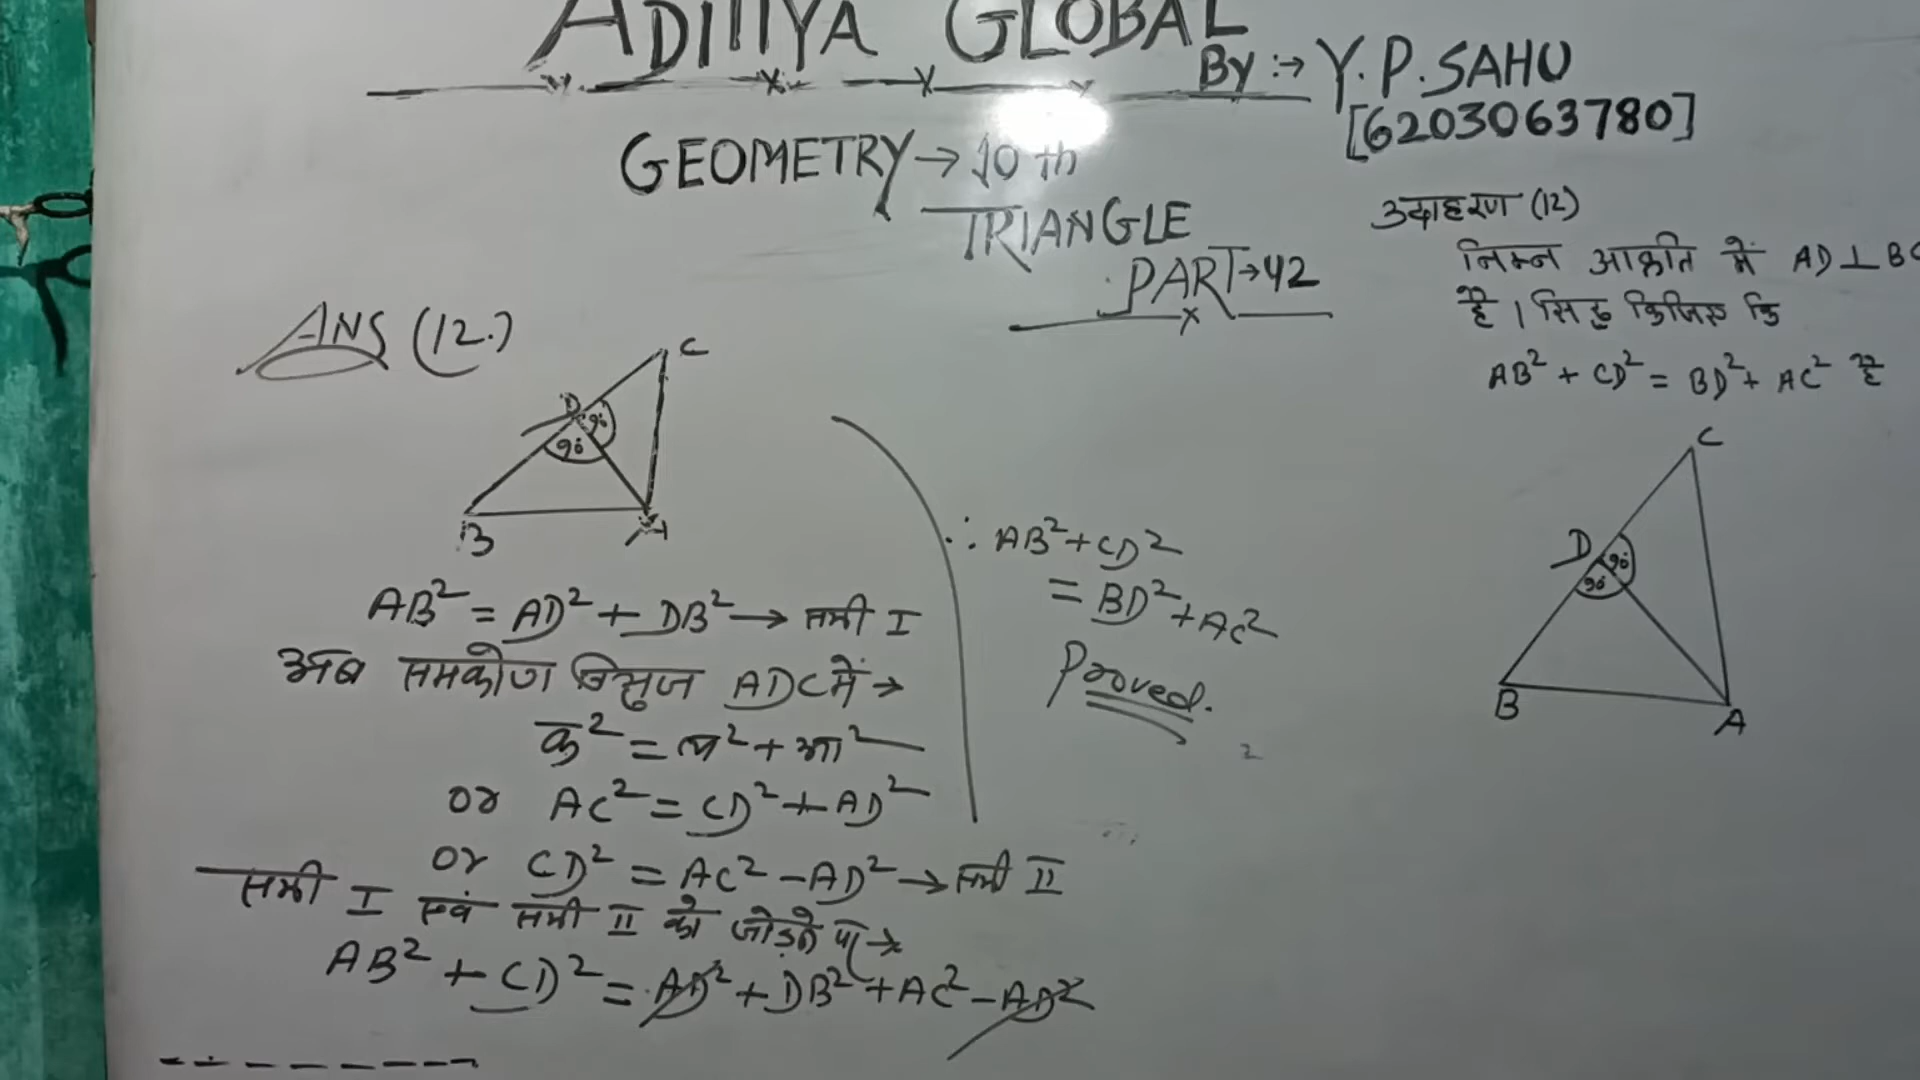 ADITYA GLOBAL
By :→ Y.P.SAHU
[6203063780]
GEOMETRY → 10 th
TRIANGLE
PART → 42
उदाहरण (12)
निम्न आकृति में AD⊥BC
है। सिद्ध किजिए कि
AB² + CD² = BD² + AC² है
C
D
90°
90°
B
A
ANS (12.)
C
D
90°
90°
B
A
AB² = AD² + DB² → समी I
अब समकोण त्रिभुज ADC में →
क² = ल² + आ²
or AC² = CD² + AD²
or CD² = AC² - AD² → समी II
समी I एवं समी II को जोड़ने पर →
AB² + CD² = AD² + DB² + AC² - AD²
∴ AB² + CD²
= BD² + AC²
Proved.
2